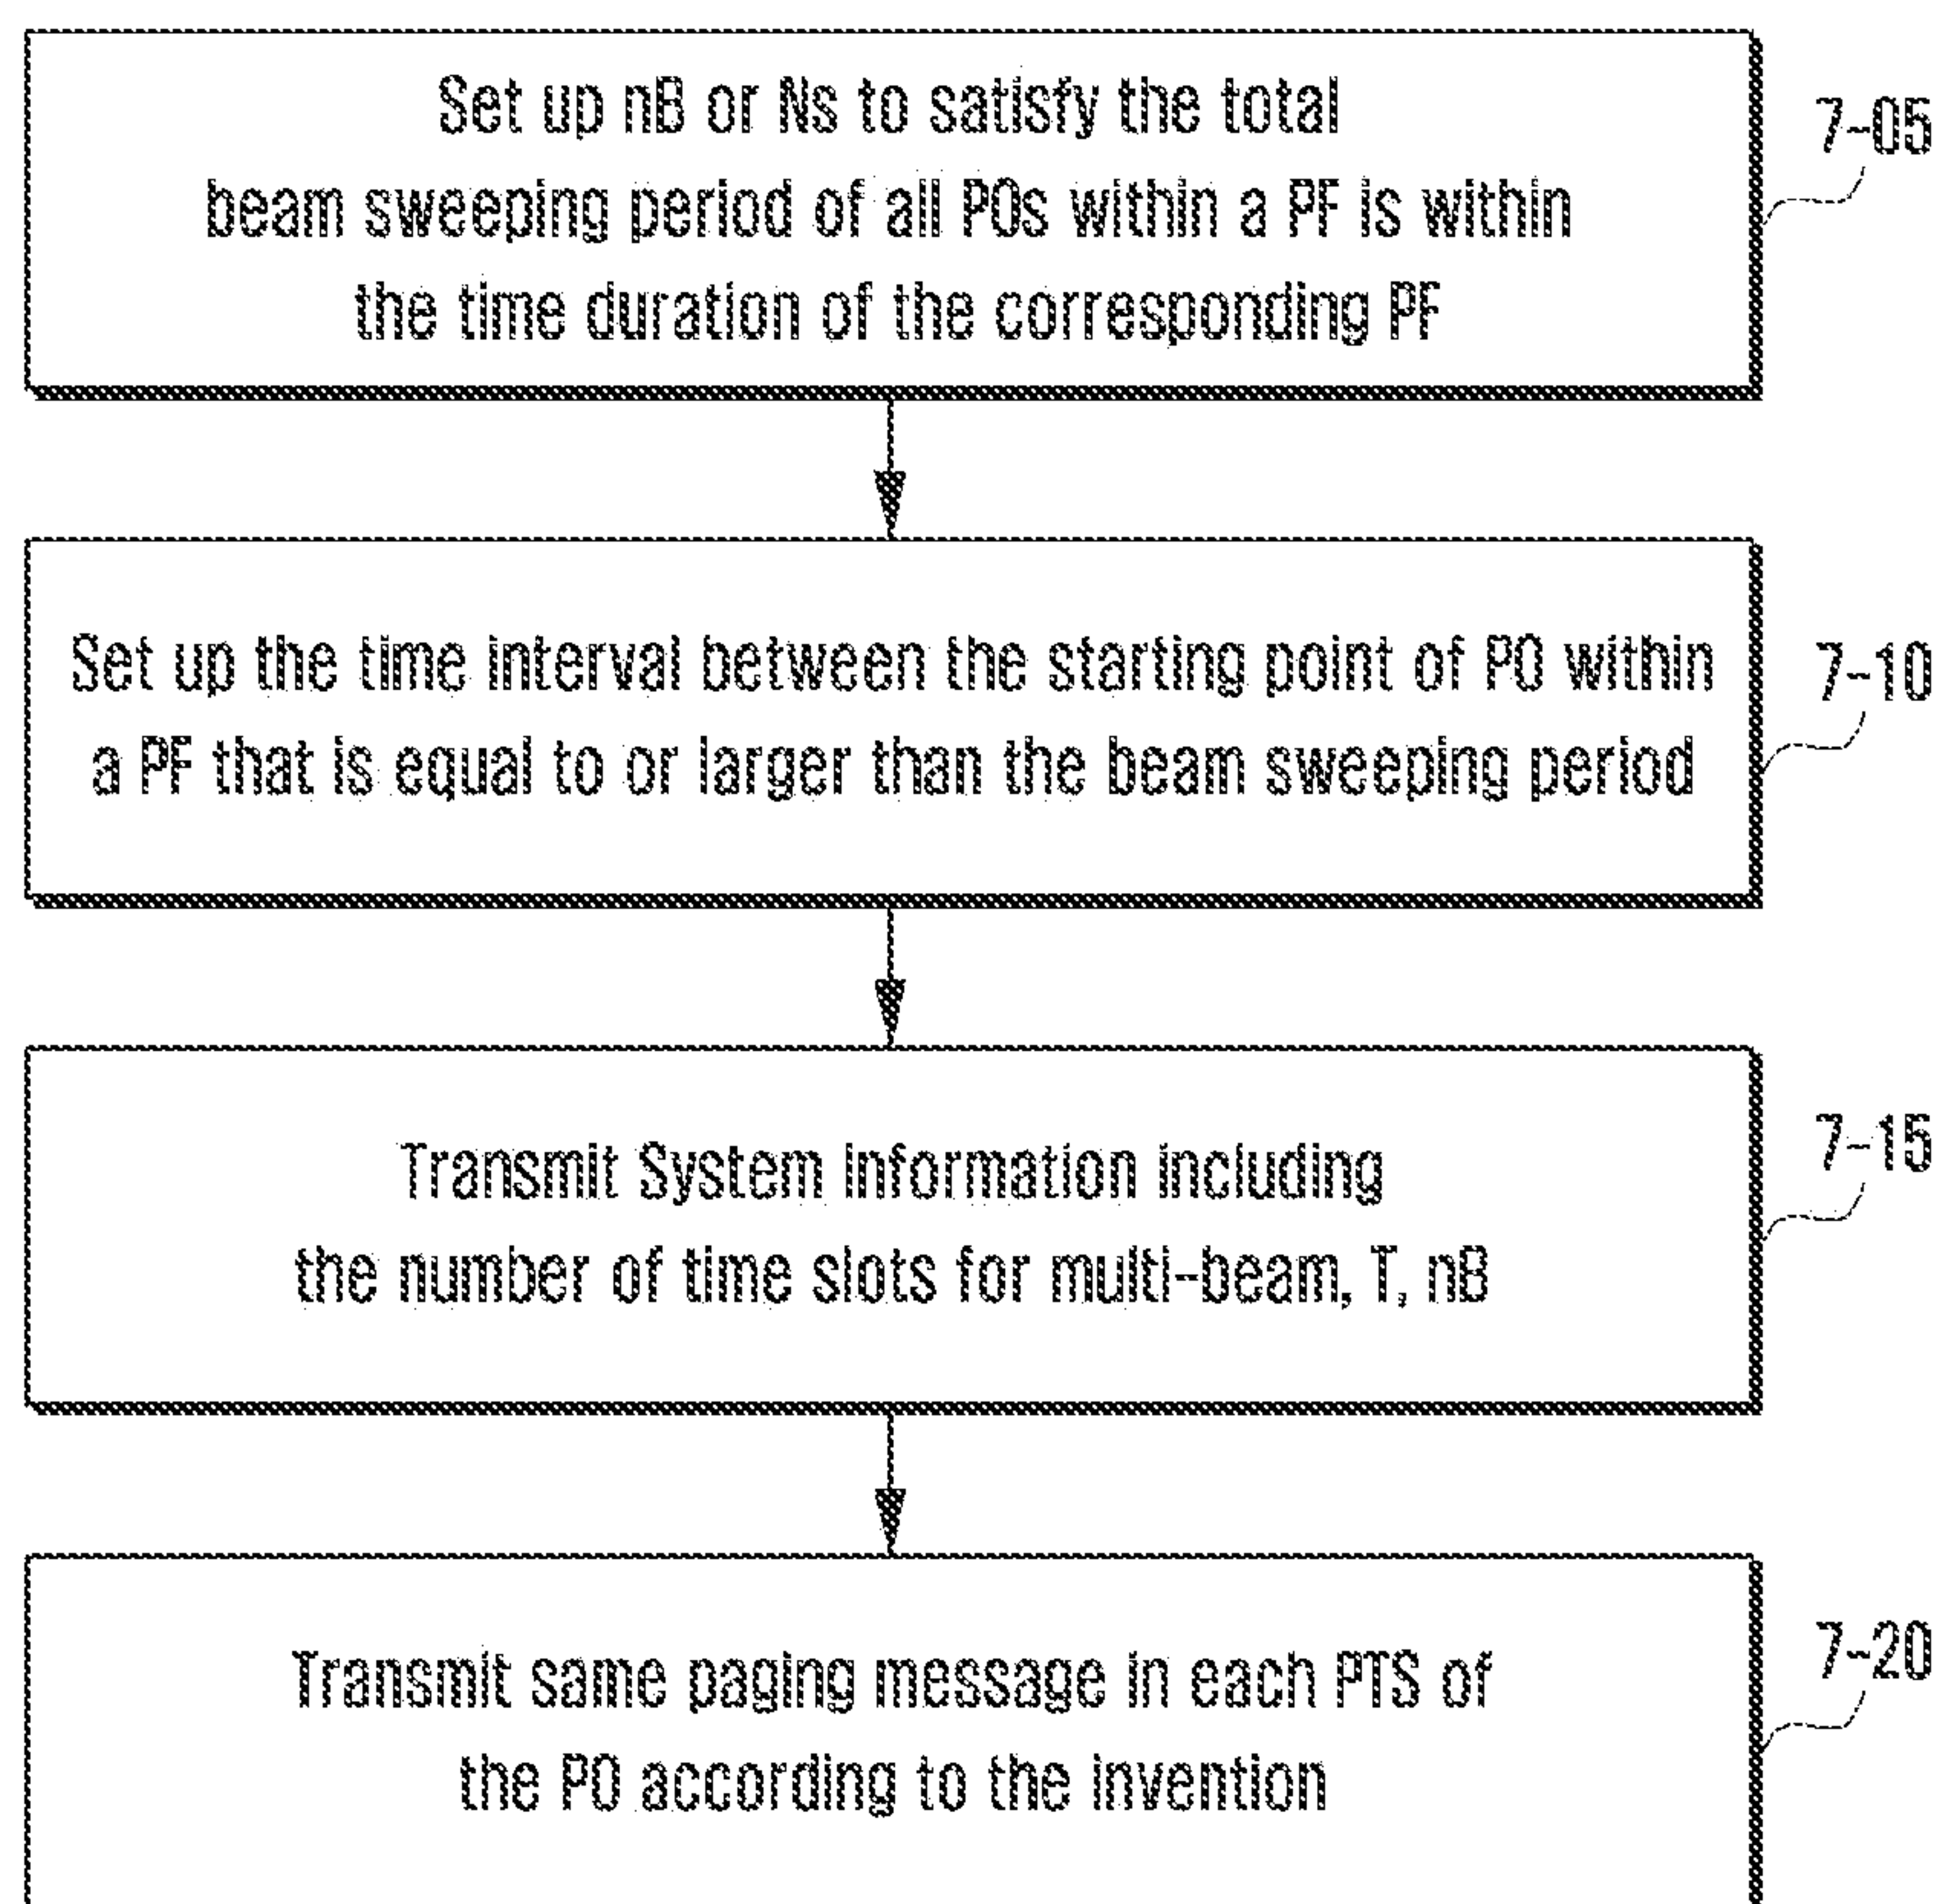 Set up nB or Ns to satisfy the total
beam sweeping period of all POs within a PF is within
the time duration of the corresponding PF
7-05
Set up the time interval between the starting point of PO within
a PF that is equal to or larger than the beam sweeping period
7-10
Transmit System Information including
the number of time slots for multi-beam, T, nB
7-15
Transmit same paging message in each PTS of
the PO according to the invention
7-20